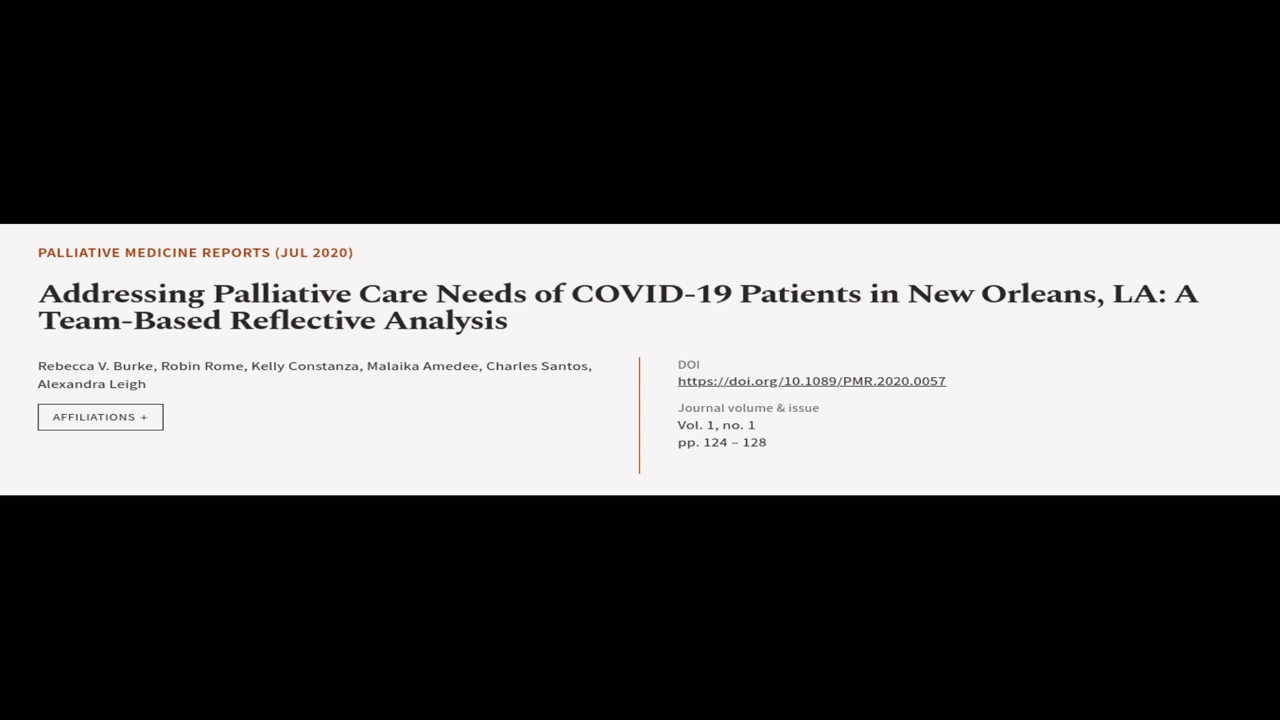 PALLIATIVE MEDICINE REPORTS (JUL 2020)
Addressing Palliative Care Needs of COVID-19 Patients in New Orleans, LA: A
Team-Based Reflective Analysis
Rebecca V. Burke, Robin Rome, Kelly Constanza, Malaika Amedee, Charles Santos,
Alexandra Leigh
AFFILIATIONS +
DOI
https://doi.org/10.1089/PMR.2020.0057
Journal volume & issue
Vol. 1, no. 1
pp. 124 – 128